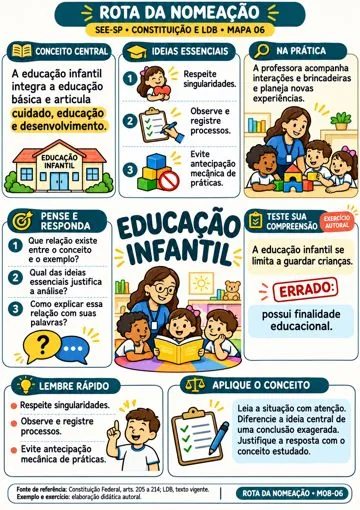 ROTA DA NOMEAÇÃO
SEE-SP • CONSTITUIÇÃO E LDB • MAPA 06
CONCEITO CENTRAL
A educação infantil
integra a educação
básica e articula
cuidado, educação
e desenvolvimento.
EDUCAÇÃO
INFANTIL
IDEIAS ESSENCIAIS
1
Respeite
singularidades.
2
Observe e
registre
processos.
3
Evite
antecipação
mecânica de
práticas.
NA PRÁTICA
A professora acompanha
interações e brincadeiras
e planeja novas
experiências.
PENSE E
RESPONDA
1
Que relação existe
entre o conceito
e o exemplo?
2
Qual das ideias
essenciais justifica
a análise?
3
Como explicar essa
relação com suas
palavras?
?
EDUCAÇÃO
INFANTIL
TESTE SUA
COMPREENSÃO
EXERCÍCIO
AUTORAL
A educação infantil se
limita a guardar crianças.
ERRADO:
possui finalidade
educacional.
LEMBRE RÁPIDO
Respeite singularidades.
Observe e registre
processos.
Evite antecipação
mecânica de práticas.
APLIQUE O CONCEITO
Leia a situação com atenção.
Diferencie a ideia central de
uma conclusão exagerada.
Justifique a resposta com o
conceito estudado.
Fonte de referência: Constituição Federal, arts. 205 a 214; LDB, texto vigente.
Exemplo e exercício: elaboração didática autoral.
ROTA DA NOMEAÇÃO • M08-06